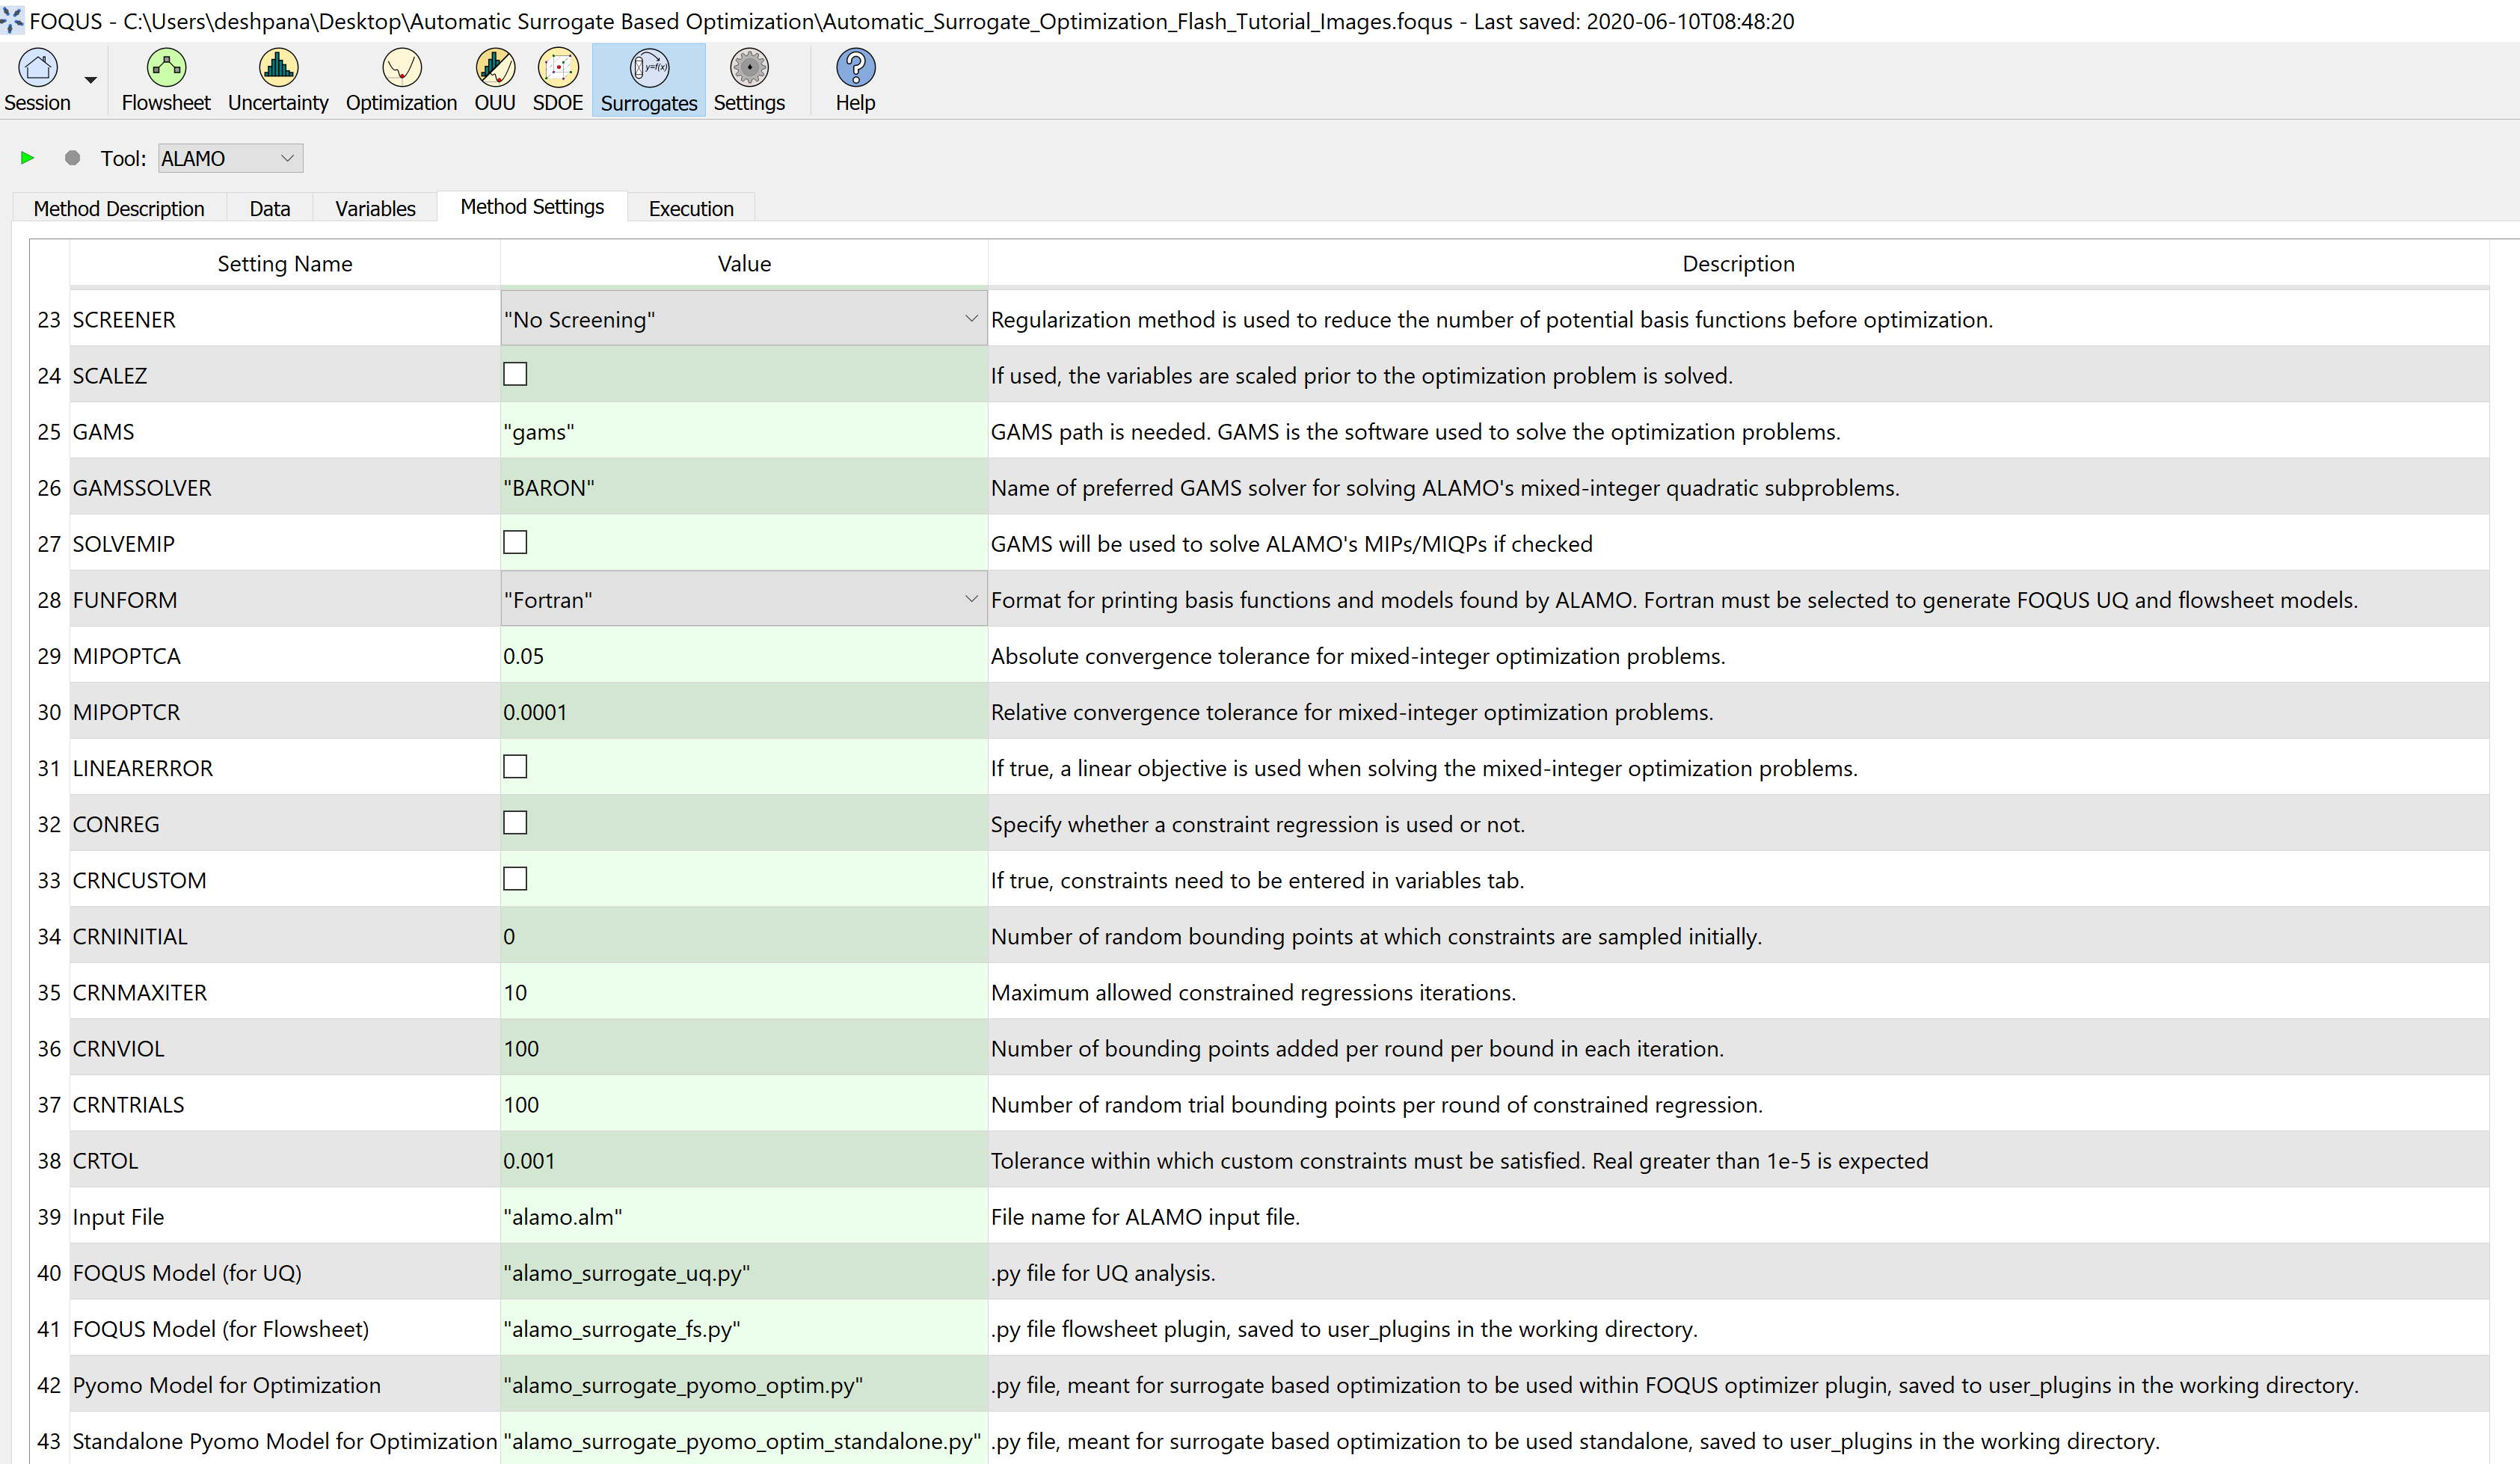 FOQUS - C:\Users\deshpana\Desktop\Automatic Surrogate Based Optimization\Automatic_Surrogate_Optimization_Flash_Tutorial_Images.foqus - Last saved: 2020-06-10T08:48:20
y=f(x)
Session Flowsheet Uncertainty Optimization OUU SDOE Surrogates Settings Help
Tool: ALAMO
Method Description Data Variables Method Settings Execution
Setting Name Value Description
23 SCREENER "No Screening" Regularization method is used to reduce the number of potential basis functions before optimization.
24 SCALEZ If used, the variables are scaled prior to the optimization problem is solved.
25 GAMS "gams" GAMS path is needed. GAMS is the software used to solve the optimization problems.
26 GAMSSOLVER "BARON" Name of preferred GAMS solver for solving ALAMO's mixed-integer quadratic subproblems.
27 SOLVEMIP GAMS will be used to solve ALAMO's MIPs/MIQPs if checked
28 FUNFORM "Fortran" Format for printing basis functions and models found by ALAMO. Fortran must be selected to generate FOQUS UQ and flowsheet models.
29 MIPOPTCA 0.05 Absolute convergence tolerance for mixed-integer optimization problems.
30 MIPOPTCR 0.0001 Relative convergence tolerance for mixed-integer optimization problems.
31 LINEARERROR If true, a linear objective is used when solving the mixed-integer optimization problems.
32 CONREG Specify whether a constraint regression is used or not.
33 CRNCUSTOM If true, constraints need to be entered in variables tab.
34 CRNINITIAL 0 Number of random bounding points at which constraints are sampled initially.
35 CRNMAXITER 10 Maximum allowed constrained regressions iterations.
36 CRNVIOL 100 Number of bounding points added per round per bound in each iteration.
37 CRNTRIALS 100 Number of random trial bounding points per round of constrained regression.
38 CRTOL 0.001 Tolerance within which custom constraints must be satisfied. Real greater than 1e-5 is expected
39 Input File "alamo.alm" File name for ALAMO input file.
40 FOQUS Model (for UQ) "alamo_surrogate_uq.py" .py file for UQ analysis.
41 FOQUS Model (for Flowsheet) "alamo_surrogate_fs.py" .py file flowsheet plugin, saved to user_plugins in the working directory.
42 Pyomo Model for Optimization "alamo_surrogate_pyomo_optim.py" .py file, meant for surrogate based optimization to be used within FOQUS optimizer plugin, saved to user_plugins in the working directory.
43 Standalone Pyomo Model for Optimization "alamo_surrogate_pyomo_optim_standalone.py" .py file, meant for surrogate based optimization to be used standalone, saved to user_plugins in the working directory.